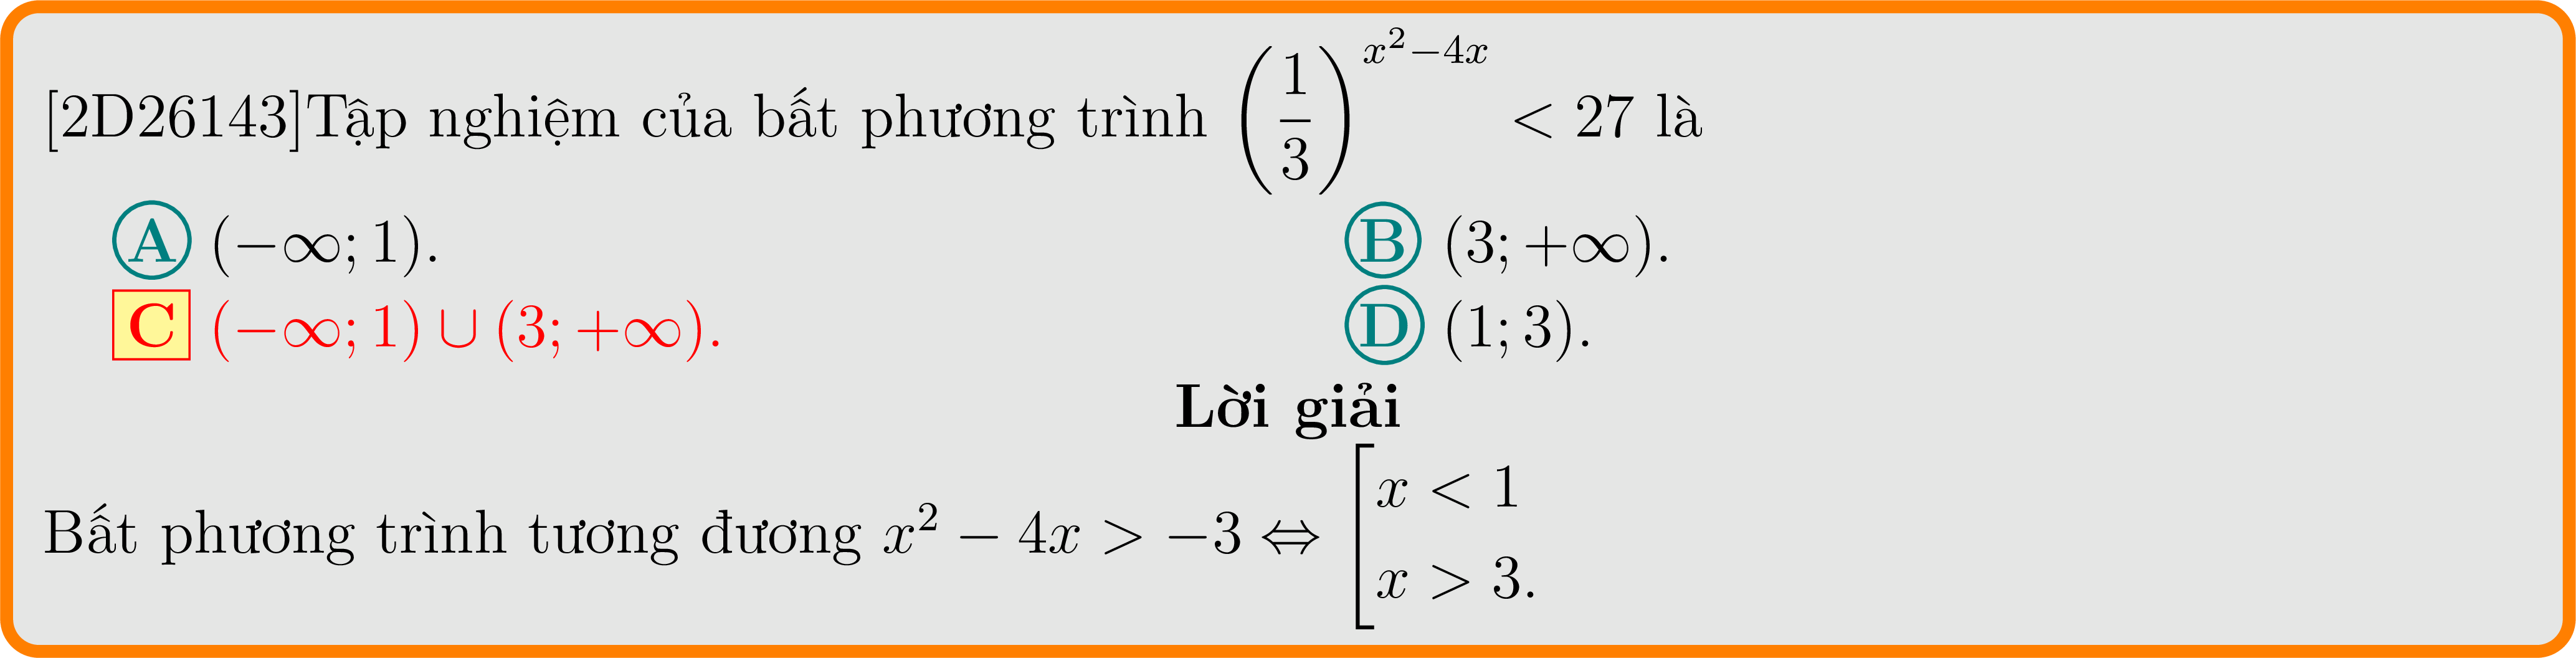 [2D26143]Tập nghiệm của bất phương trình $\left(\dfrac{1}{3}\right)^{x^2-4x} < 27$ là
A $(-\infty; 1)$. B $(3; +\infty)$.
C $(-\infty; 1) \cup (3; +\infty)$. D $(1; 3)$.
Lời giải
Bất phương trình tương đương $x^2 - 4x > -3 \Leftrightarrow \left[\begin{array}{l} x < 1 \\ x > 3. \end{array}\right.$